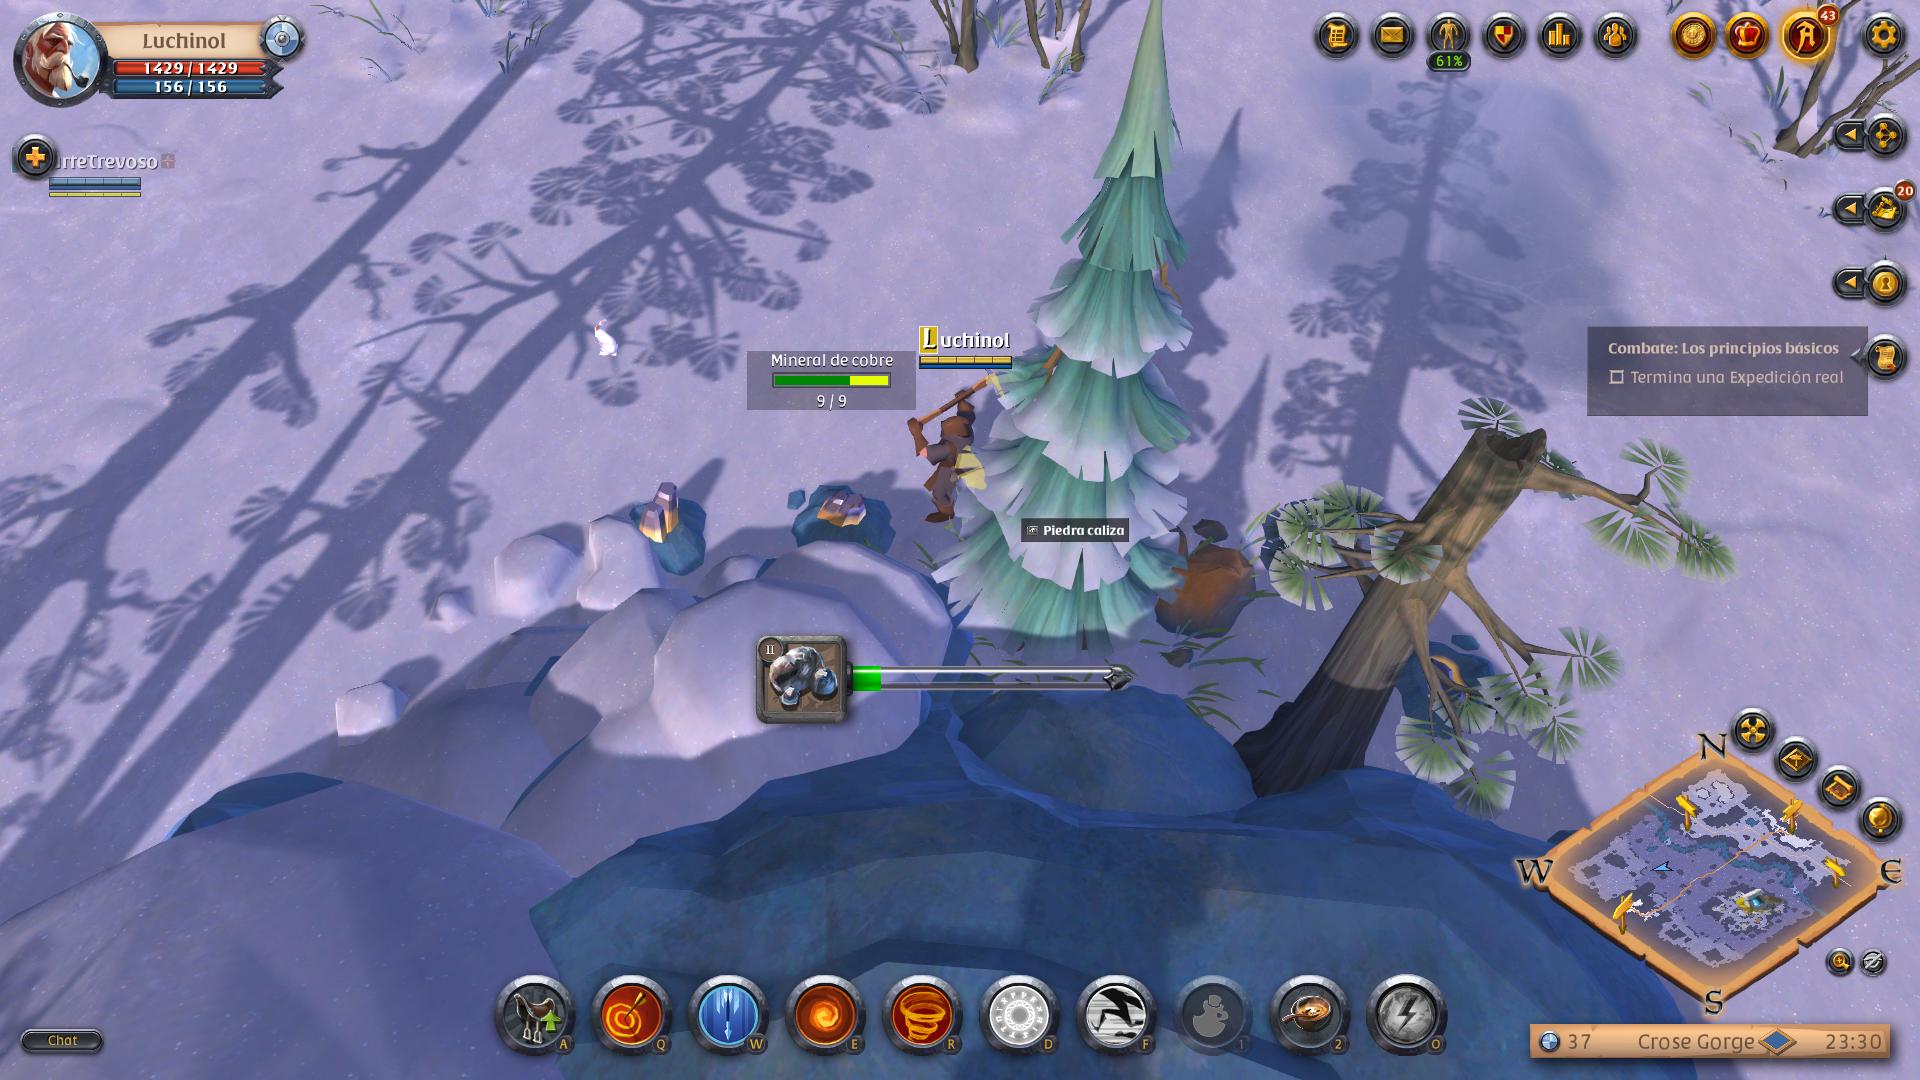 Luchinol
1429 / 1429
156 / 156
61%
43
20
Luchinol
Mineral de cobre
9 / 9
Combate: Los principios básicos
Termina una Expedición real
Piedra caliza
II
N
W
E
S
A
Q
W
E
R
D
F
1
2
O
Chat
37
Crose Gorge
23:30